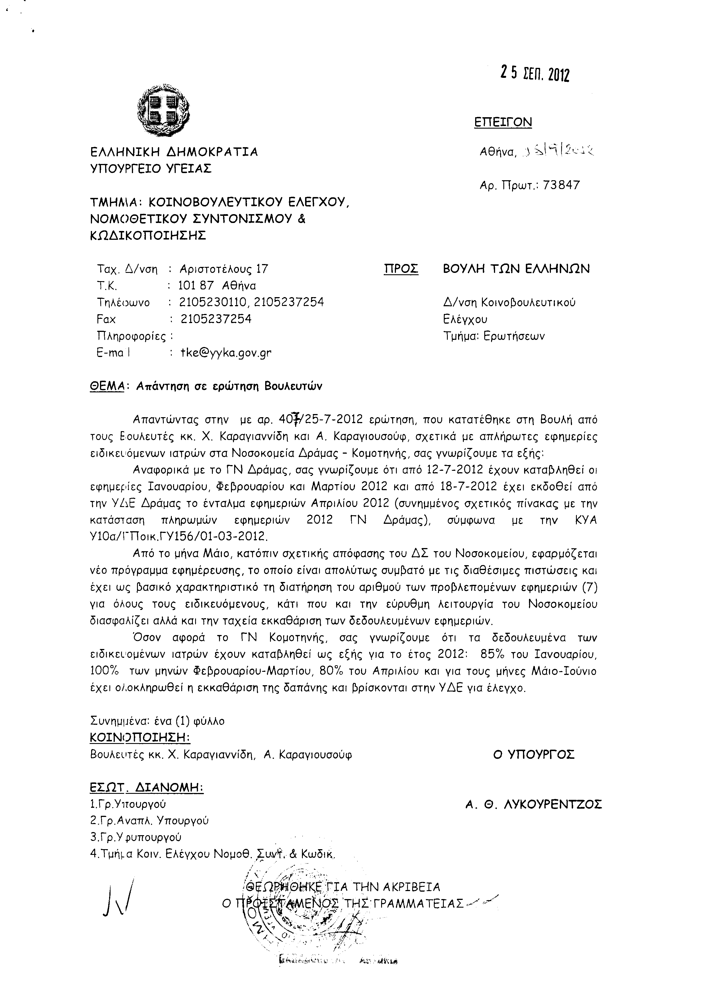 25 ΣΕΠ. 2012
ΕΠΕΙΓΟΝ
ΕΛΛΗΝΙΚΗ ΔΗΜΟΚΡΑΤΙΑ
ΥΠΟΥΡΓΕΙΟ ΥΓΕΙΑΣ
Αθήνα,
Αρ. Πρωτ.: 73847
ΤΜΗΜΑ: ΚΟΙΝΟΒΟΥΛΕΥΤΙΚΟΥ ΕΛΕΓΧΟΥ,
ΝΟΜΟΘΕΤΙΚΟΥ ΣΥΝΤΟΝΙΣΜΟΥ &
ΚΩΔΙΚΟΠΟΙΗΣΗΣ
Ταχ. Δ/νση : Αριστοτέλους 17
Τ.Κ. : 101 87 Αθήνα
Τηλέφωνο : 2105230110, 2105237254
Fax : 2105237254
Πληροφορίες :
E-mail : tke@yyka.gov.gr
ΠΡΟΣ ΒΟΥΛΗ ΤΩΝ ΕΛΛΗΝΩΝ
Δ/νση Κοινοβουλευτικού
Ελέγχου
Τμήμα: Ερωτήσεων
ΘΕΜΑ: Απάντηση σε ερώτηση Βουλευτών
Απαντώντας στην με αρ. 407/25-7-2012 ερώτηση, που κατατέθηκε στη Βουλή από
τους Βουλευτές κκ. Χ. Καραγιαννίδη και Α. Καραγιουσούφ, σχετικά με απλήρωτες εφημερίες
ειδικευόμενων ιατρών στα Νοσοκομεία Δράμας – Κομοτηνής, σας γνωρίζουμε τα εξής:
Αναφορικά με το ΓΝ Δράμας, σας γνωρίζουμε ότι από 12-7-2012 έχουν καταβληθεί οι
εφημερίες Ιανουαρίου, Φεβρουαρίου και Μαρτίου 2012 και από 18-7-2012 έχει εκδοθεί από
την ΥΔΕ Δράμας το ένταλμα εφημεριών Απριλίου 2012 (συνημμένος σχετικός πίνακας με την
κατάσταση πληρωμών εφημεριών 2012 ΓΝ Δράμας), σύμφωνα με την ΚΥΑ
Υ10α/ΓΠοικ.ΓΥ156/01-03-2012.
Από το μήνα Μάιο, κατόπιν σχετικής απόφασης του ΔΣ του Νοσοκομείου, εφαρμόζεται
νέο πρόγραμμα εφημέρευσης, το οποίο είναι απολύτως συμβατό με τις διαθέσιμες πιστώσεις και
έχει ως βασικό χαρακτηριστικό τη διατήρηση του αριθμού των προβλεπομένων εφημεριών (7)
για όλους τους ειδικευόμενους, κάτι που και την εύρυθμη λειτουργία του Νοσοκομείου
διασφαλίζει αλλά και την ταχεία εκκαθάριση των δεδουλευμένων εφημεριών.
Όσον αφορά το ΓΝ Κομοτηνής, σας γνωρίζουμε ότι τα δεδουλευμένα των
ειδικευομένων ιατρών έχουν καταβληθεί ως εξής για το έτος 2012: 85% του Ιανουαρίου,
100% των μηνών Φεβρουαρίου-Μαρτίου, 80% του Απριλίου και για τους μήνες Μάιο-Ιούνιο
έχει ολοκληρωθεί η εκκαθάριση της δαπάνης και βρίσκονται στην ΥΔΕ για έλεγχο.
Συνημμένα: ένα (1) φύλλο
ΚΟΙΝΟΠΟΙΗΣΗ:
Βουλευτές κκ. Χ. Καραγιαννίδη, Α. Καραγιουσούφ
Ο ΥΠΟΥΡΓΟΣ
ΕΣΩΤ. ΔΙΑΝΟΜΗ:
1.Γρ.Υπουργού
Α. Θ. ΛΥΚΟΥΡΕΝΤΖΟΣ
2.Γρ.Αναπλ. Υπουργού
3.Γρ.Υφυπουργού
4.Τμήμα Κοιν. Ελέγχου Νομοθ. Συντ. & Κωδικ.
ΘΕΩΡΗΘΗΚΕ ΓΙΑ ΤΗΝ ΑΚΡΙΒΕΙΑ
Ο ΠΡΟΪΣΤΑΜΕΝΟΣ ΤΗΣ ΓΡΑΜΜΑΤΕΙΑΣ